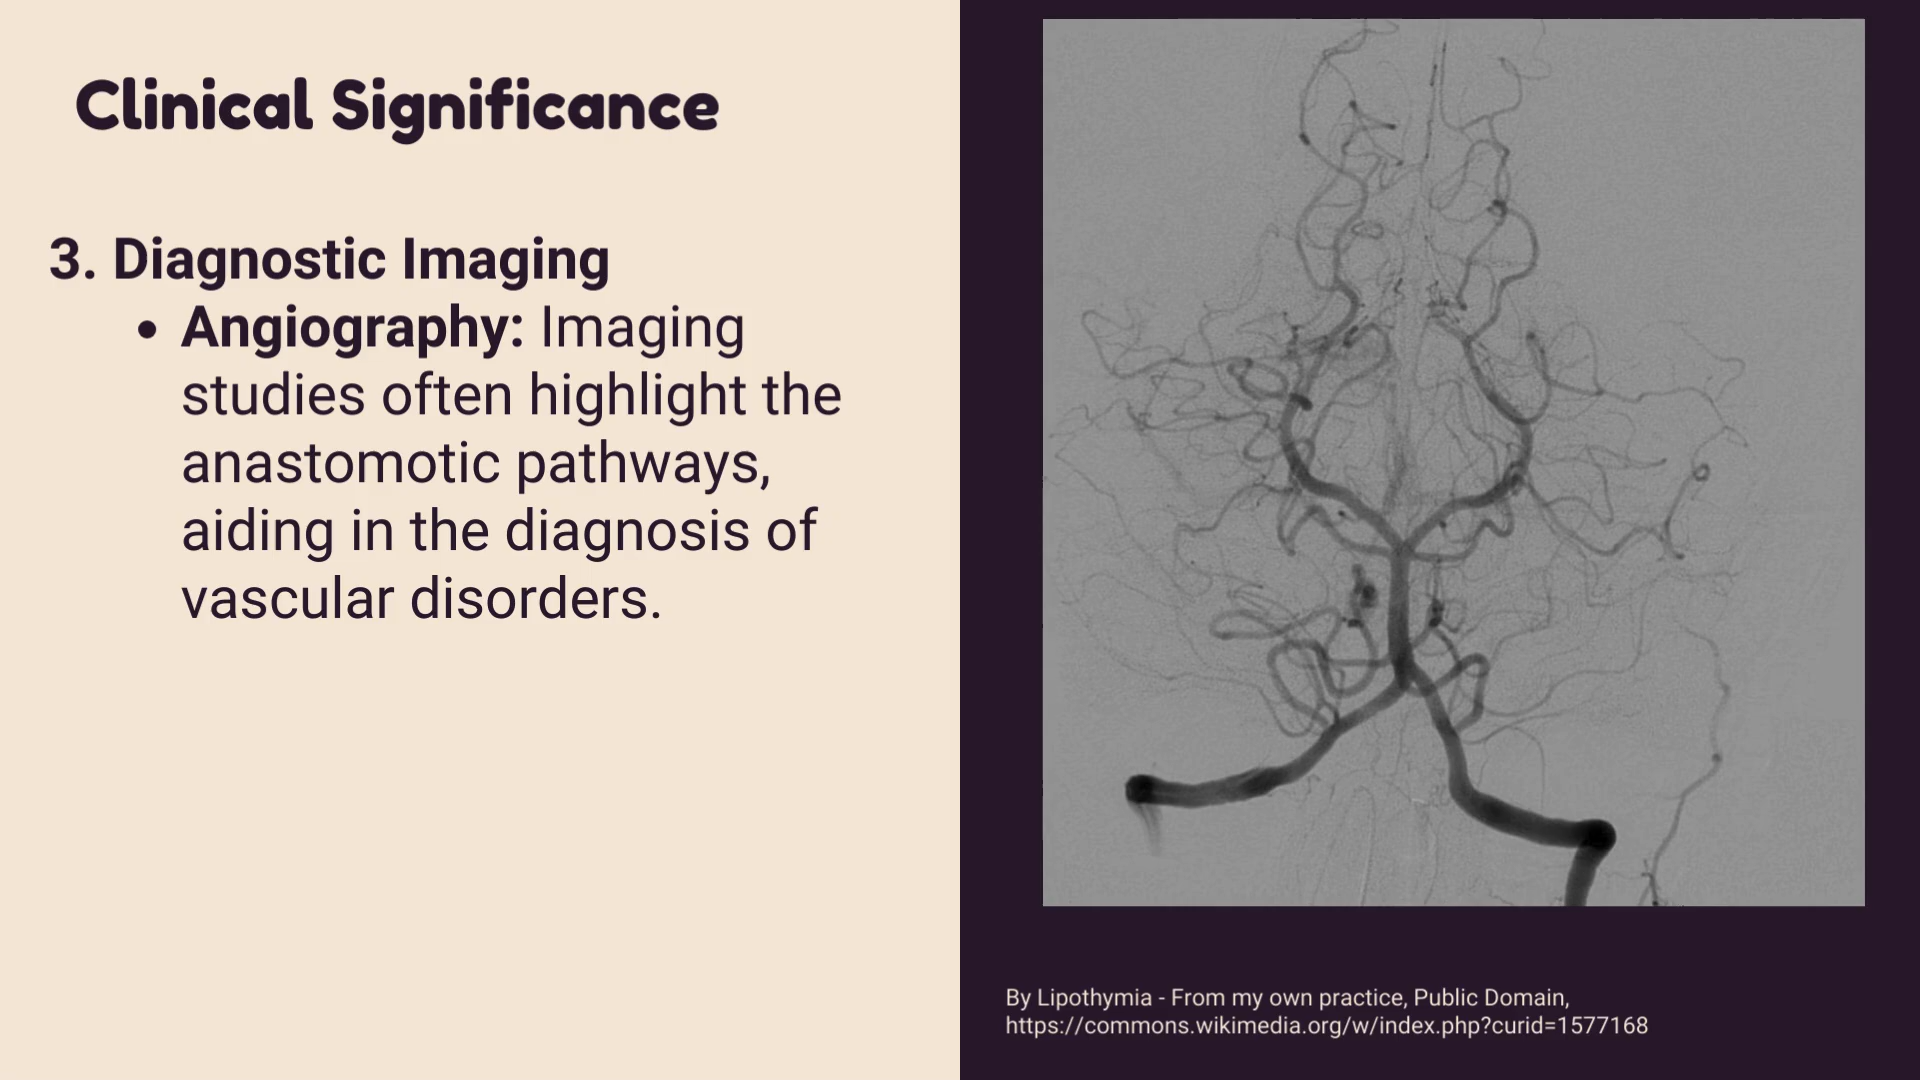 Clinical Significance
3. Diagnostic Imaging
• Angiography: Imaging
studies often highlight the
anastomotic pathways,
aiding in the diagnosis of
vascular disorders.
By Lipothymia - From my own practice, Public Domain,
https://commons.wikimedia.org/w/index.php?curid=1577168